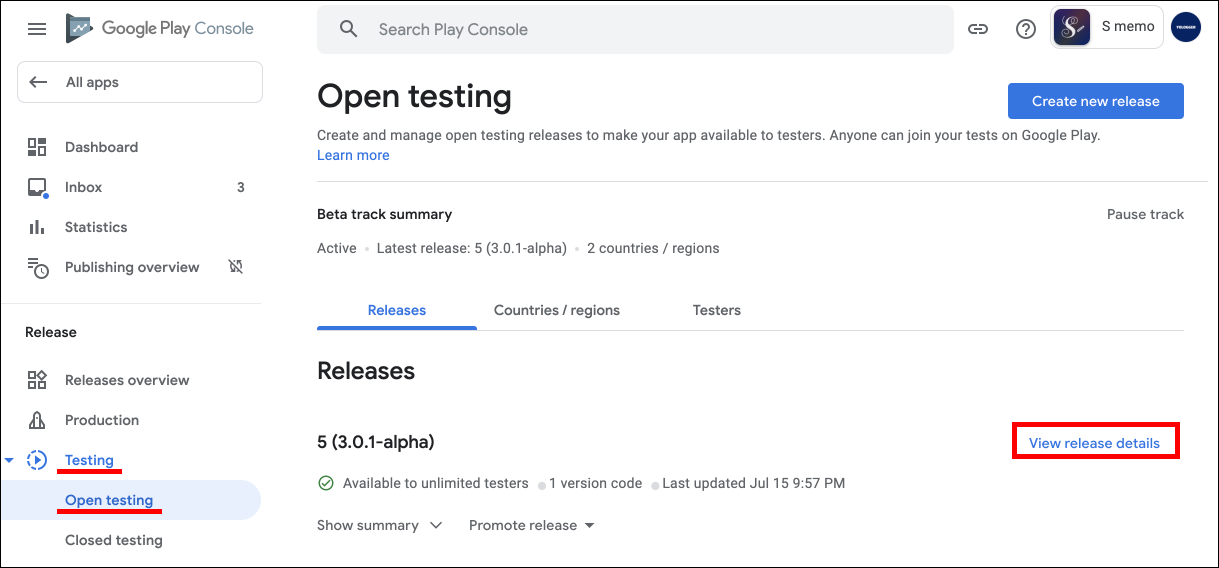 Google Play Console
Search Play Console
S memo
YOLOGGER
All apps
Dashboard
Inbox 3
Statistics
Publishing overview
Release
Releases overview
Production
Testing
Open testing
Closed testing
Open testing
Create new release
Create and manage open testing releases to make your app available to testers. Anyone can join your tests on Google Play.
Learn more
Beta track summary
Pause track
Active • Latest release: 5 (3.0.1-alpha) • 2 countries / regions
Releases Countries / regions Testers
Releases
5 (3.0.1-alpha)
View release details
Available to unlimited testers 1 version code Last updated Jul 15 9:57 PM
Show summary Promote release